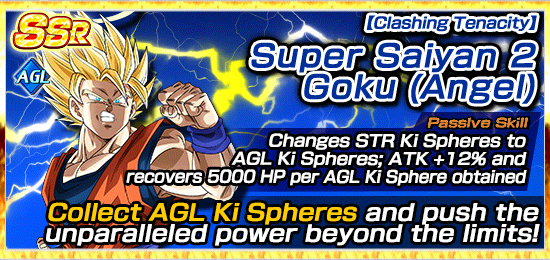 SSR
【Clashing Tenacity】
Super Saiyan 2
Goku (Angel)
AGL
Passive Skill
Changes STR Ki Spheres to
AGL Ki Spheres; ATK +12% and
recovers 5000 HP per AGL Ki Sphere obtained
Collect AGL Ki Spheres and push the
unparalleled power beyond the limits!